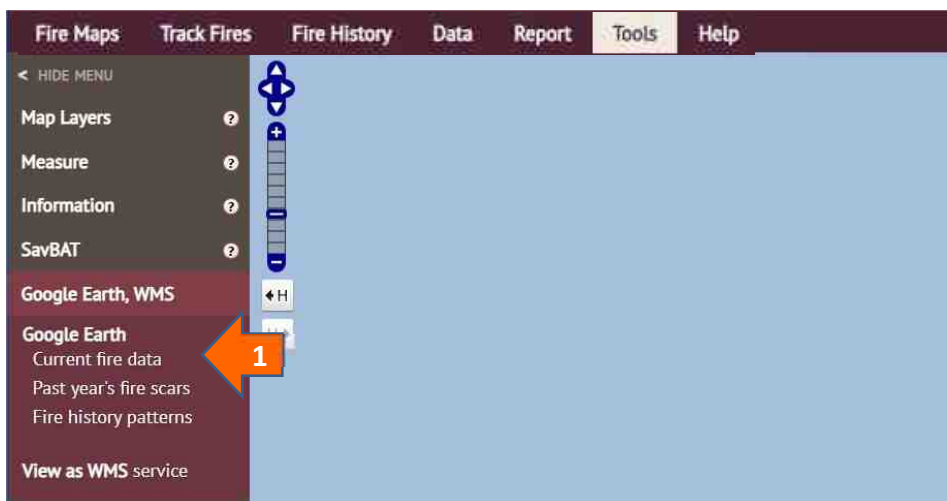 Fire Maps Track Fires Fire History Data Report Tools Help
< HIDE MENU
Map Layers ?
Measure ?
Information ?
SavBAT ?
Google Earth, WMS
H
Google Earth
Current fire data
1
Past year's fire scars
Fire history patterns
View as WMS service